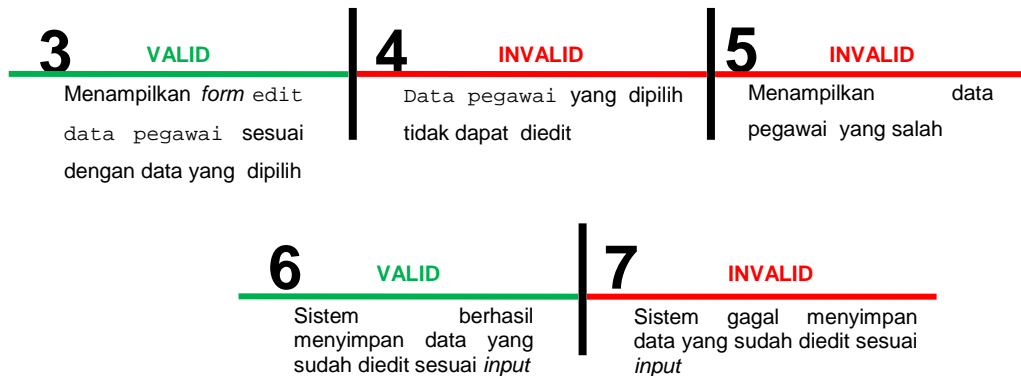 3 VALID
Menampilkan form edit
data pegawai sesuai
dengan data yang dipilih
4 INVALID
Data pegawai yang dipilih
tidak dapat diedit
5 INVALID
Menampilkan data
pegawai yang salah
6 VALID
Sistem berhasil
menyimpan data yang
sudah diedit sesuai input
7 INVALID
Sistem gagal menyimpan
data yang sudah diedit sesuai
input